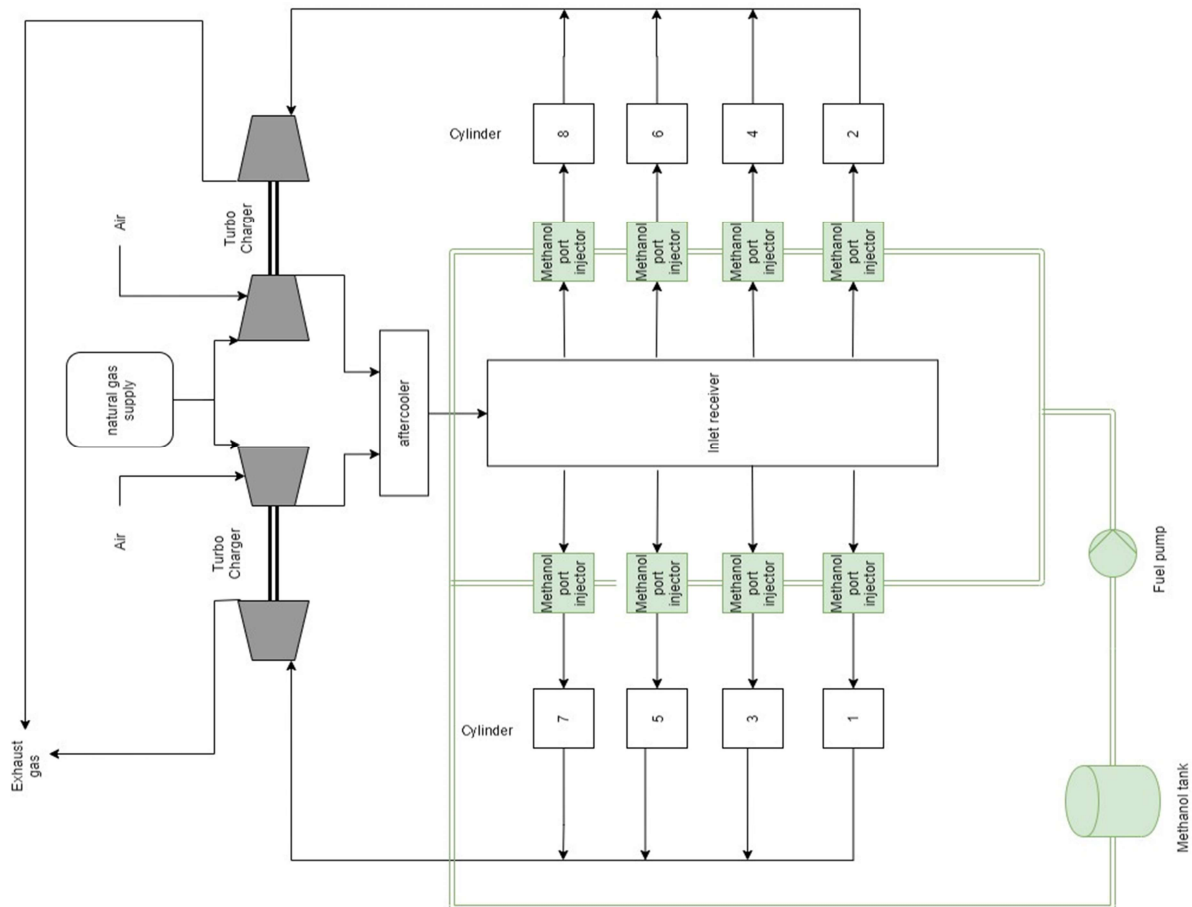 Cylinder
8
6
4
2
Air
Turbo
Charger
Methanol
port
injector
Methanol
port
injector
Methanol
port
injector
Methanol
port
injector
natural gas
supply
aftercooler
Inlet receiver
Air
Turbo
Charger
Methanol
port
injector
Methanol
port
injector
Methanol
port
injector
Methanol
port
injector
Fuel pump
Cylinder
7
5
3
1
Exhaust
gas
Methanol tank